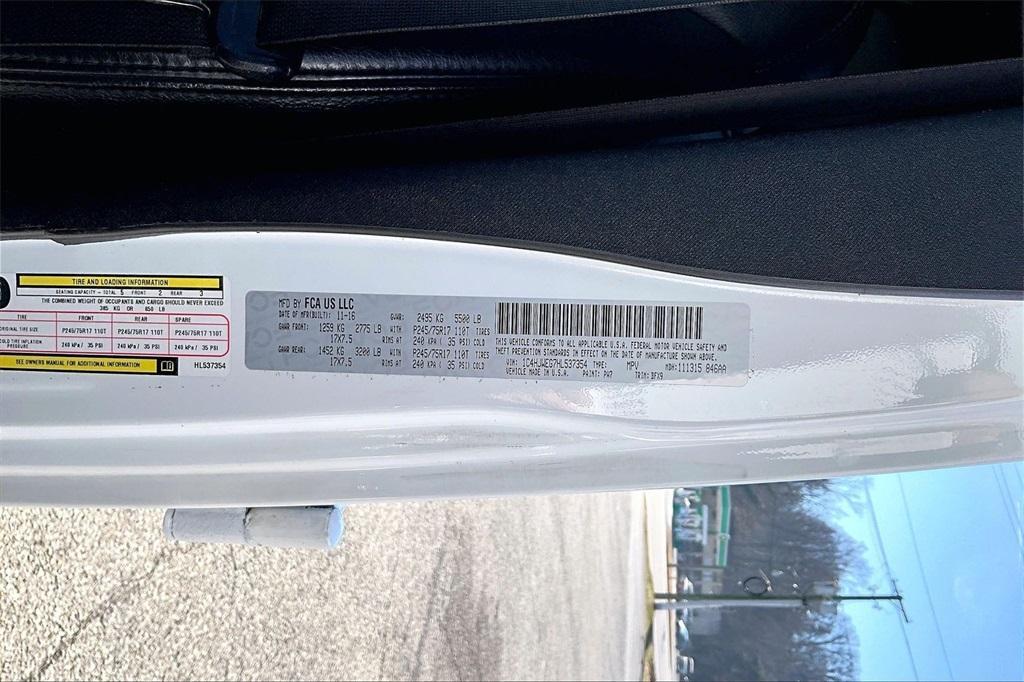 TIRE AND LOADING INFORMATION
SEATING CAPACITY - TOTAL 5 FRONT 2 REAR 3
THE COMBINED WEIGHT OF OCCUPANTS AND CARGO SHOULD NEVER EXCEED
385 KG OR 850 LB
TIRE FRONT REAR SPARE
ORIGINAL TIRE SIZE P245/75R17 110T P245/75R17 110T P245/75R17 110T
COLD TIRE INFLATION PRESSURE 240 kPa / 35 PSI 240 kPa / 35 PSI 240 kPa / 35 PSI
SEE OWNERS MANUAL FOR ADDITIONAL INFORMATION
HL537354
MFD BY FCA US LLC
DATE OF MFR(BUILT): 11-16 GVWR: 2495 KG 5500 LB
GAWR FRONT: 1259 KG 2775 LB WITH P245/75R17 110T TIRES
17X7.5 RIMS AT 240 KPA ( 35 PSI) COLD
GAWR REAR: 1452 KG 3200 LB WITH P245/75R17 110T TIRES
17X7.5 RIMS AT 240 KPA ( 35 PSI) COLD
THIS VEHICLE CONFORMS TO ALL APPLICABLE U.S.A. FEDERAL MOTOR VEHICLE SAFETY AND
THEFT PREVENTION STANDARDS IN EFFECT ON THE DATE OF MANUFACTURE SHOWN ABOVE.
VIN: 1C4HJWEG7HL537354 TYPE: MPV MDH:111315 846AA
VEHICLE MADE IN U.S.A. PAINT: PW7 TRIM: DFX9